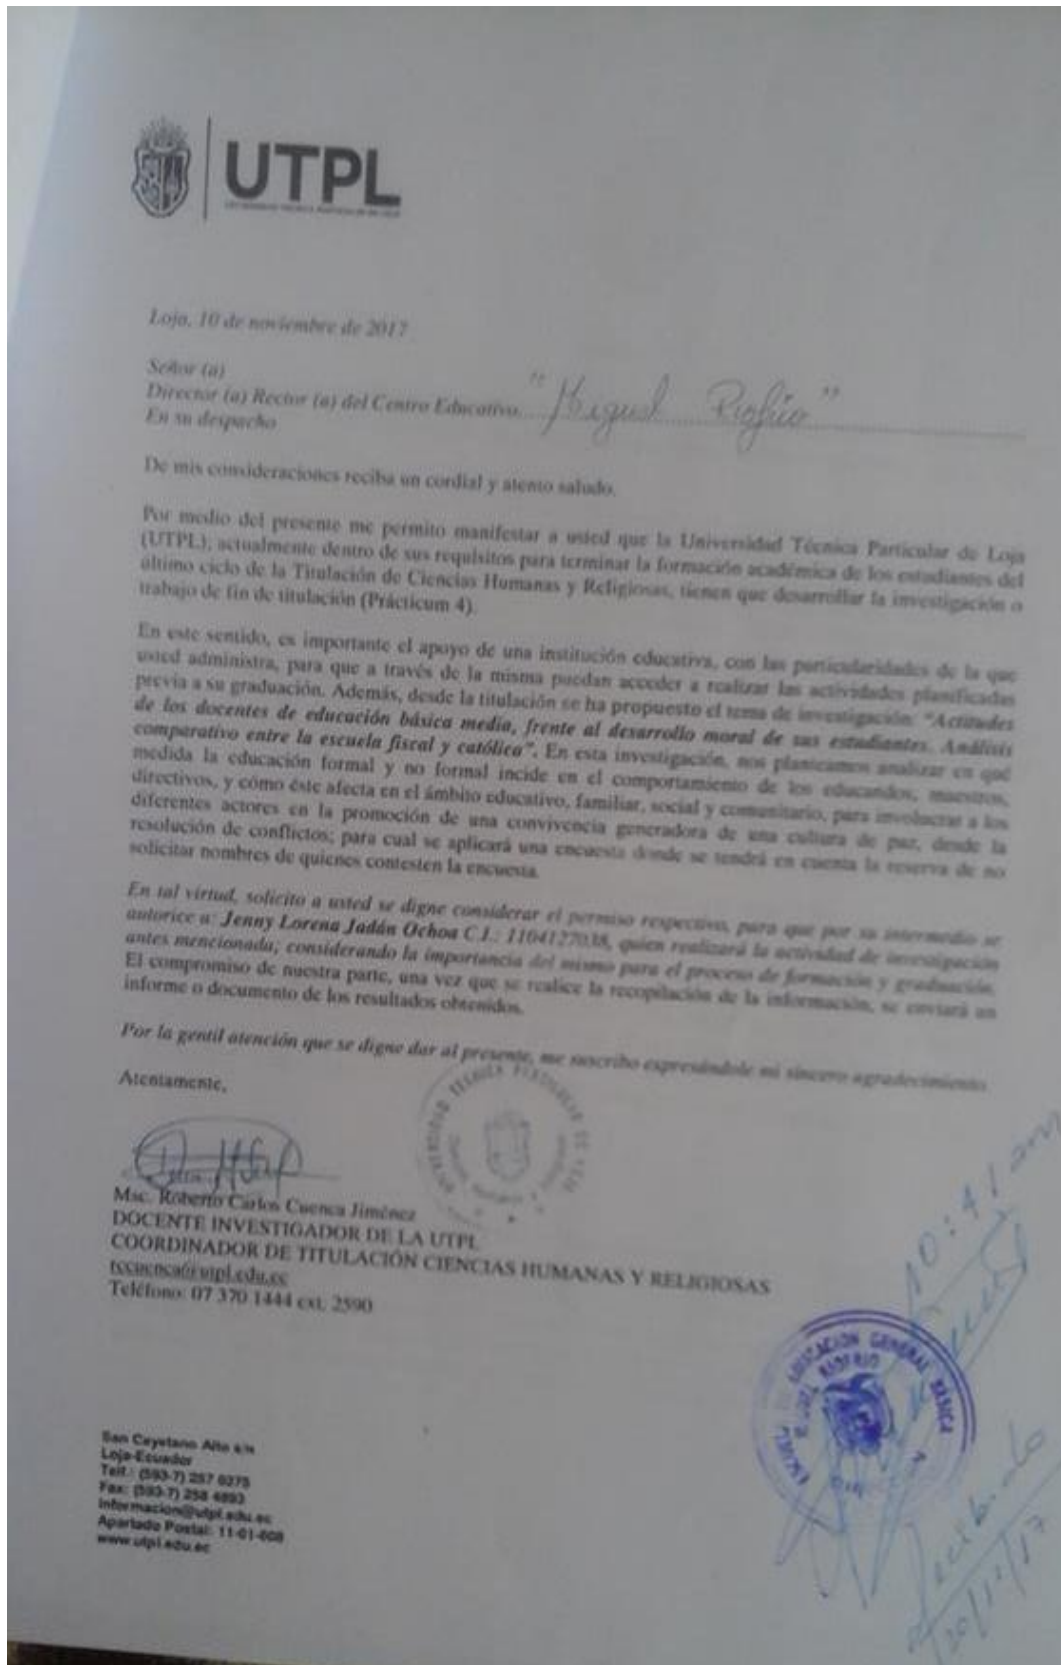 UTPL
Loja, 10 de noviembre de 2017
Señor (a)
Director (a) Rector (a) del Centro Educativo. "Miguel Riofrío"
En su despacho
De mis consideraciones reciba un cordial y atento saludo.
Por medio del presente me permito manifestar a usted que la Universidad Técnica Particular de Loja
(UTPL), actualmente dentro de sus requisitos para terminar la formación académica de los estudiantes del
último ciclo de la Titulación de Ciencias Humanas y Religiosas, tienen que desarrollar la investigación o
trabajo de fin de titulación (Prácticum 4).
En este sentido, es importante el apoyo de una institución educativa, con las particularidades de la que
usted administra, para que a través de la misma puedan acceder a realizar las actividades planificadas
previa a su graduación. Además, desde la titulación se ha propuesto el tema de investigación: "Actitudes
de los docentes de educación básica media, frente al desarrollo moral de sus estudiantes. Análisis
comparativo entre la escuela fiscal y católica". En esta investigación, nos planteamos analizar en qué
medida la educación formal y no formal incide en el comportamiento de los educandos, maestros,
directivos, y cómo éste afecta en el ámbito educativo, familiar, social y comunitario, para involucrar a los
diferentes actores en la promoción de una convivencia generadora de una cultura de paz, desde la
resolución de conflictos; para cual se aplicará una encuesta donde se tendrá en cuenta la reserva de no
solicitar nombres de quienes contesten la encuesta.
En tal virtud, solicito a usted se digne considerar el permiso respectivo, para que por su intermedio se
autorice a: Jenny Lorena Jadán Ochoa C.I.: 1104127038, quien realizará la actividad de investigación
antes mencionada; considerando la importancia del mismo para el proceso de formación y graduación.
El compromiso de nuestra parte, una vez que se realice la recopilación de la información, se enviará un
informe o documento de los resultados obtenidos.
Por la gentil atención que se digne dar al presente, me suscribo expresándole mi sincero agradecimiento
Atentamente,
UNIVERSIDAD TÉCNICA PARTICULAR DE LOJA
Msc. Roberto Carlos Cuenca Jiménez
DOCENTE INVESTIGADOR DE LA UTPL
COORDINADOR DE TITULACIÓN CIENCIAS HUMANAS Y RELIGIOSAS
rccuenca@utpl.edu.ec
Teléfono: 07 370 1444 ext. 2590
10:41
ESCUELA DE EDUCACIÓN GENERAL BÁSICA
MIGUEL RIOFRIO
Recibido
20/12/17
San Cayetano Alto s/n
Loja-Ecuador
Telf.: (593-7) 257 0275
Fax: (593-7) 258 4893
informacion@utpl.edu.ec
Apartado Postal: 11-01-608
www.utpl.edu.ec